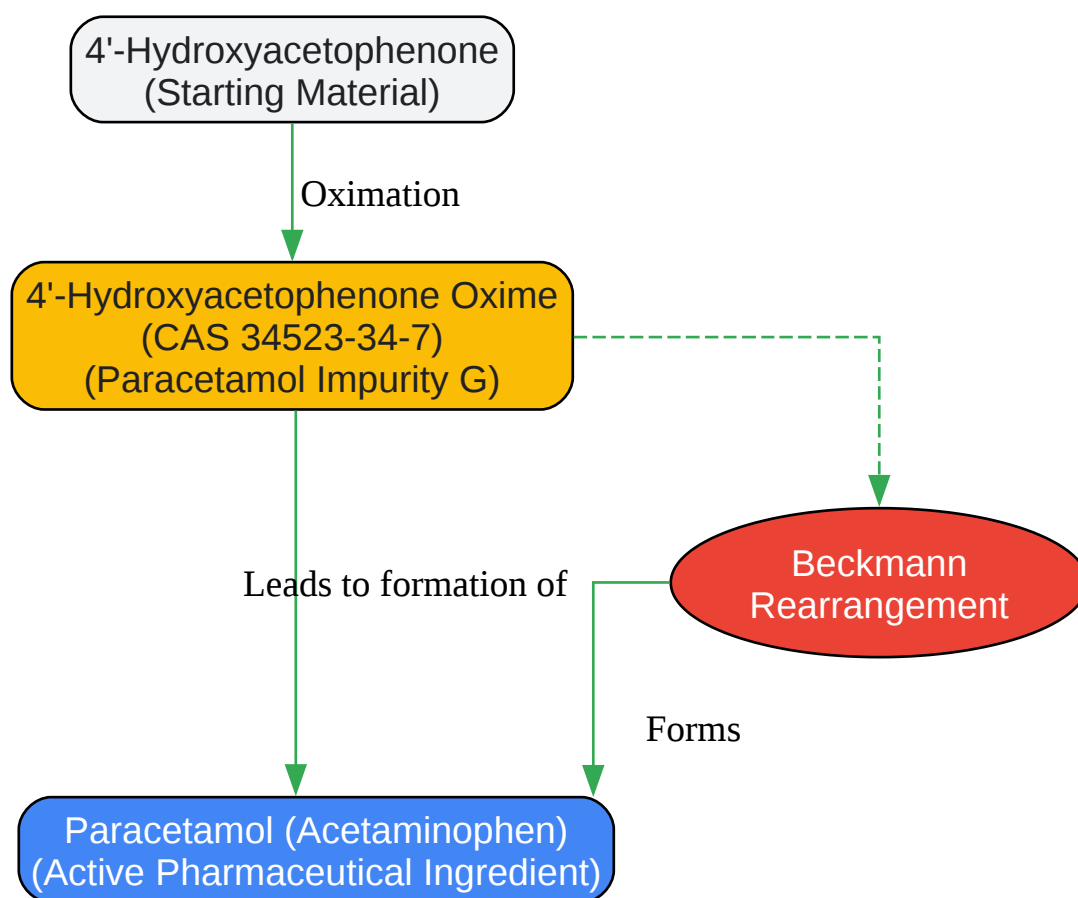 4'-Hydroxyacetophenone
(Starting Material)
Oximation
4'-Hydroxyacetophenone Oxime
(CAS 34523-34-7)
(Paracetamol Impurity G)
Beckmann
Rearrangement
Leads to formation of
Forms
Paracetamol (Acetaminophen)
(Active Pharmaceutical Ingredient)